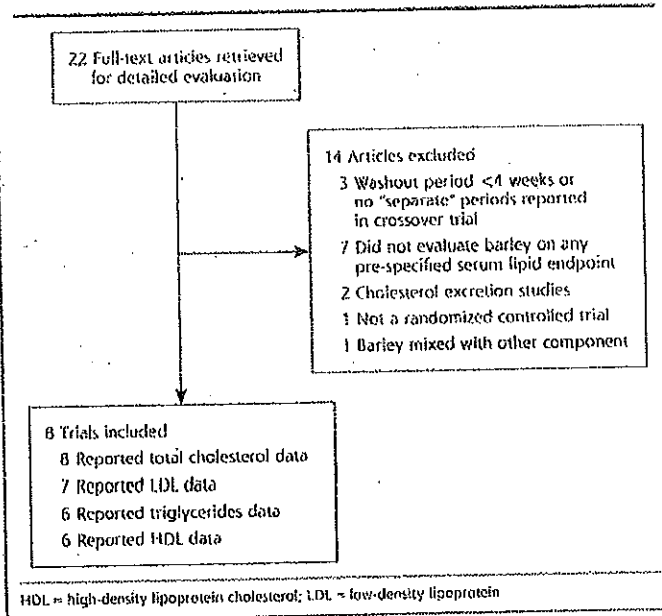 22 Full-text articles retrieved
for detailed evaluation
14 Articles excluded
3 Washout period <4 weeks or
no "separate" periods reported
in crossover trial
7 Did not evaluate barley on any
pre-specified serum lipid endpoint
2 Cholesterol excretion studies
1 Not a randomized controlled trial
1 Barley mixed with other component
8 Trials included
8 Reported total cholesterol data
7 Reported LDL data
6 Reported triglycerides data
6 Reported HDL data
HDL = high-density lipoprotein cholesterol; LDL = low-density lipoprotein